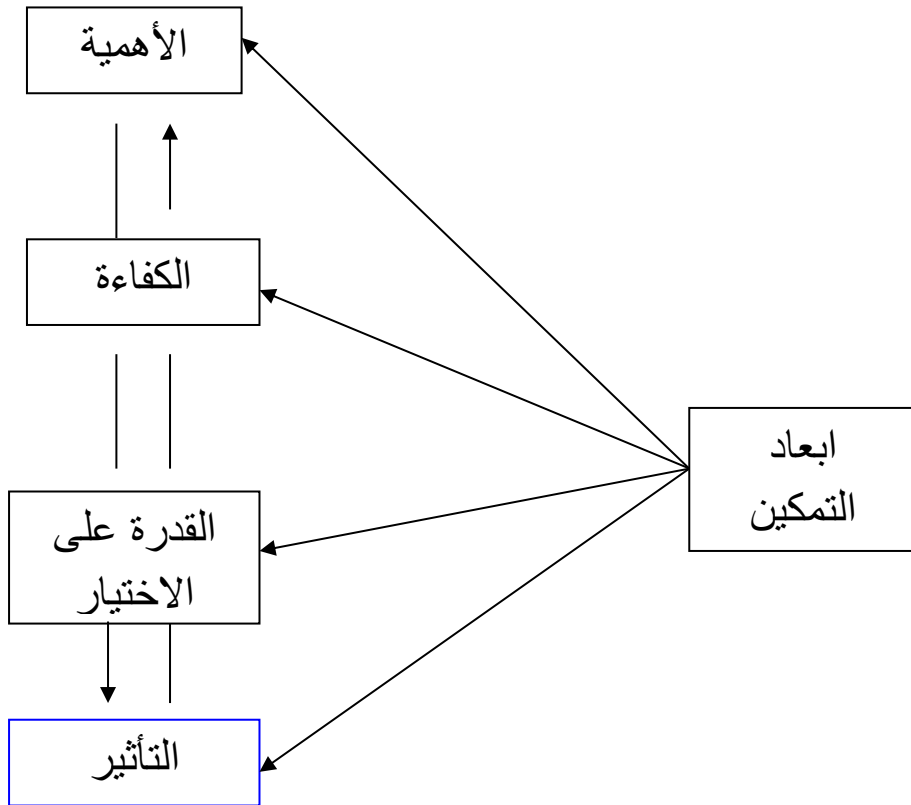 الأهمية
الكفاءة
ابعاد
التمكين
القدرة على
الاختيار
التأثير